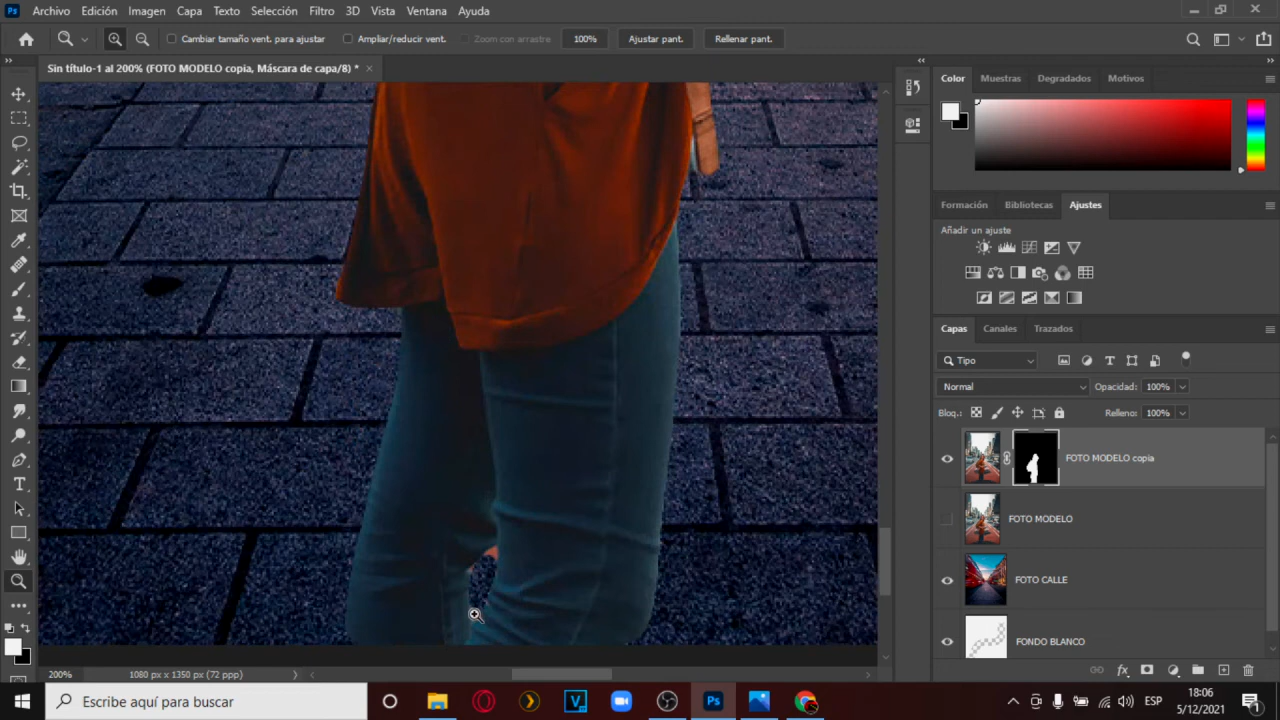 Ps Archivo Edición Imagen Capa Texto Selección Filtro 3D Vista Ventana Ayuda
Cambiar tamaño vent. para ajustar Ampliar/reducir vent. Zoom con arrastre 100% Ajustar pant. Rellenar pant.
Sin título-1 al 200% (FOTO MODELO copia, Máscara de capa/8) * ×
Color Muestras Degradados Motivos
Formación Bibliotecas Ajustes
Añadir un ajuste
Capas Canales Trazados
Tipo
Normal Opacidad: 100%
Bloq.: Relleno: 100%
FOTO MODELO copia
FOTO MODELO
FOTO CALLE
FONDO BLANCO
200% 1080 px x 1350 px (72 ppp)
Escribe aquí para buscar
Ps
ESP
18:06
5/12/2021
1